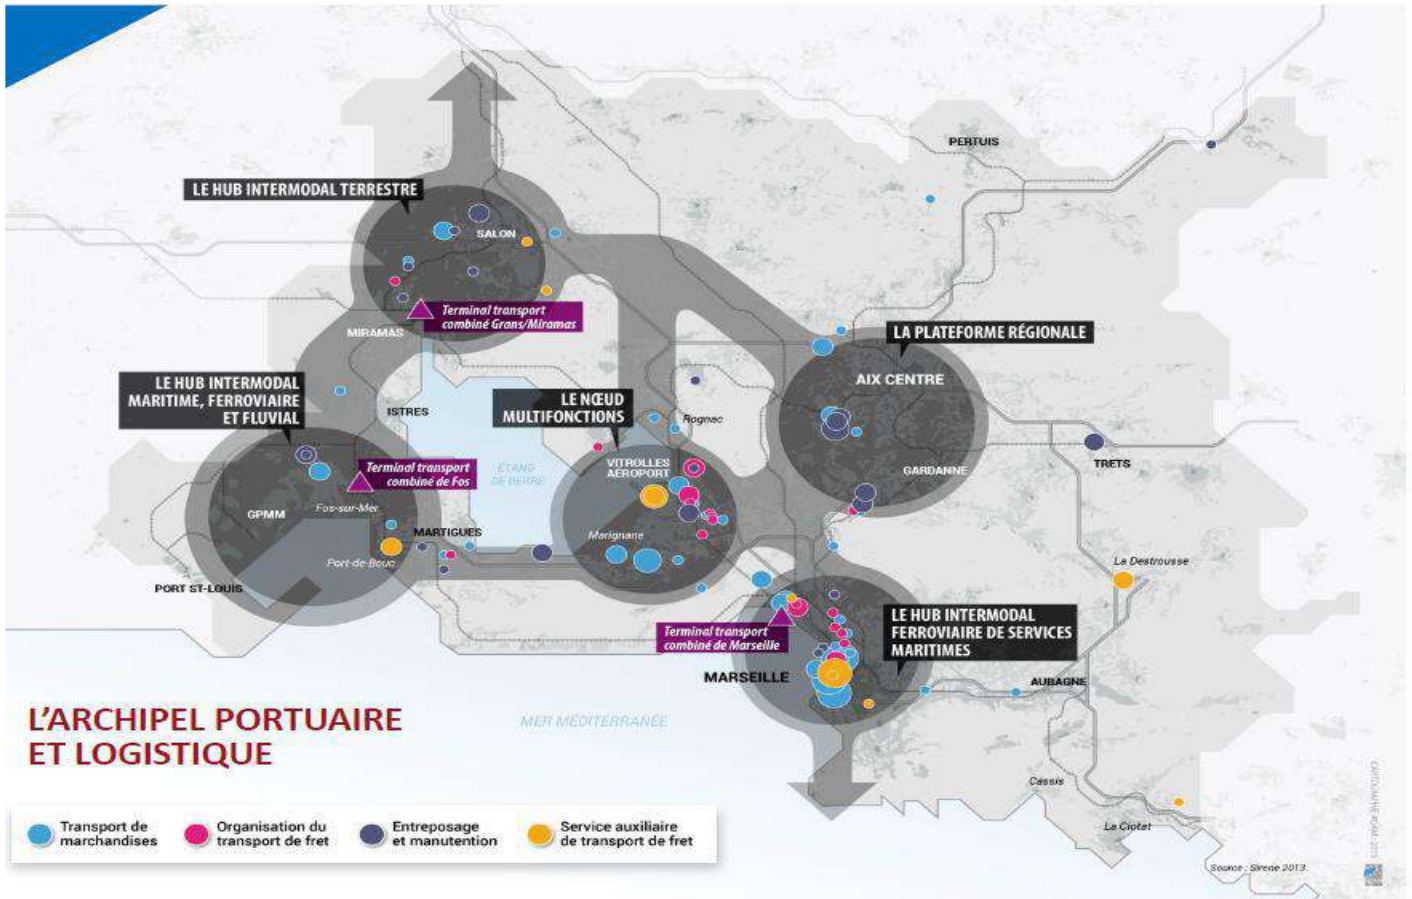 PERTUIS
LE HUB INTERMODAL TERRESTRE
SALON
Terminal transport
combiné Grans/Miramas
MIRAMAS
LA PLATEFORME RÉGIONALE
AIX CENTRE
LE HUB INTERMODAL
MARITIME, FERROVIAIRE
ET FLUVIAL
ISTRES
LE NŒUD
MULTIFONCTIONS
Rognac
Terminal transport
combiné de Fos
ÉTANG
DE BERRE
VITROLLES
AÉROPORT
GARDANNE
TRETS
GPMM
Fos-sur-Mer
MARTIGUES
Marignane
Port-de-Bouc
PORT ST-LOUIS
La Destrousse
Terminal transport
combiné de Marseille
LE HUB INTERMODAL
FERROVIAIRE DE SERVICES
MARITIMES
MARSEILLE
AUBAGNE
L'ARCHIPEL PORTUAIRE
ET LOGISTIQUE
MER MÉDITERRANÉE
Cassis
La Ciotat
Transport de
marchandises
Organisation du
transport de fret
Entreposage
et manutention
Service auxiliaire
de transport de fret
Source : Sirene 2013